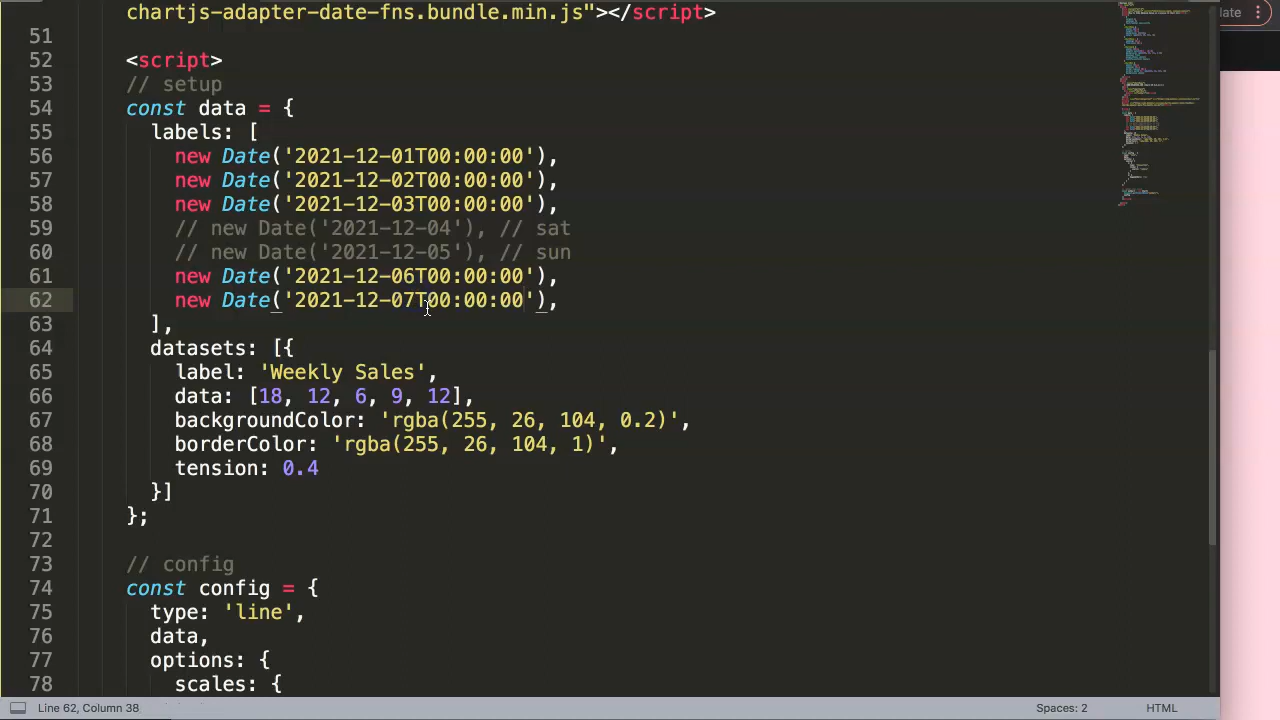 chartjs-adapter-date-fns.bundle.min.js"></script>
late
51
52 <script>
53 // setup
54 const data = {
55 labels: [
56 new Date('2021-12-01T00:00:00'),
57 new Date('2021-12-02T00:00:00'),
58 new Date('2021-12-03T00:00:00'),
59 // new Date('2021-12-04'), // sat
60 // new Date('2021-12-05'), // sun
61 new Date('2021-12-06T00:00:00'),
62 new Date('2021-12-07T00:00:00'),
63 ],
64 datasets: [{
65 label: 'Weekly Sales',
66 data: [18, 12, 6, 9, 12],
67 backgroundColor: 'rgba(255, 26, 104, 0.2)',
68 borderColor: 'rgba(255, 26, 104, 1)',
69 tension: 0.4
70 }]
71 };
72
73 // config
74 const config = {
75 type: 'line',
76 data,
77 options: {
78 scales: {
Line 62, Column 38
Spaces: 2
HTML